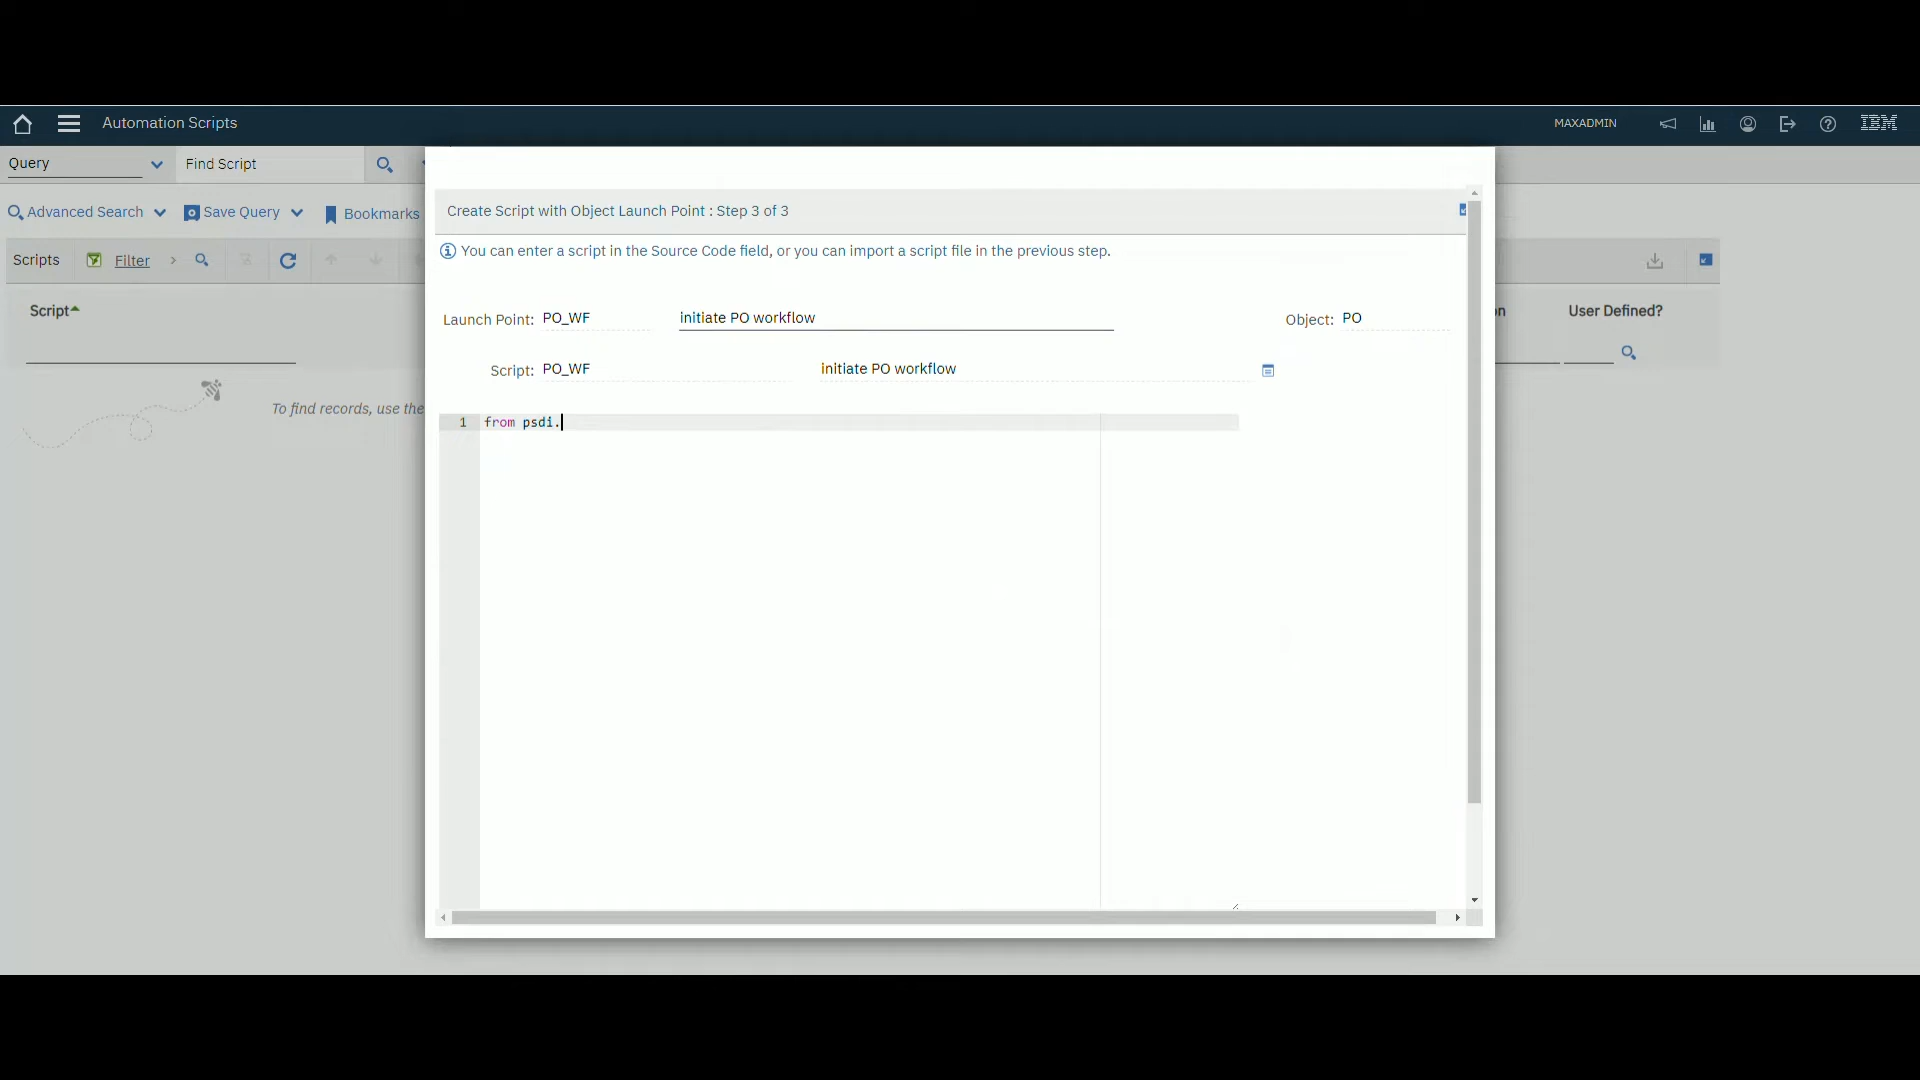 Automation Scripts
MAXADMIN
IBM
Query
Find Script
Advanced Search
Save Query
Bookmarks
Create Script with Object Launch Point : Step 3 of 3
You can enter a script in the Source Code field, or you can import a script file in the previous step.
Scripts
Filter
Script
on
User Defined?
Launch Point: PO_WF
initiate PO workflow
Object: PO
Script: PO_WF
initiate PO workflow
To find records, use the
1 from psdi.